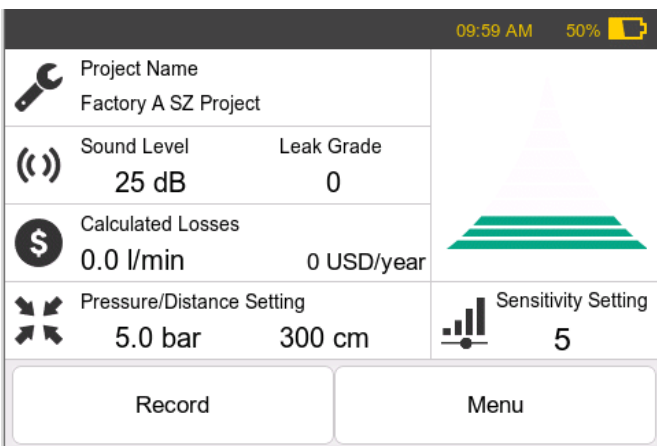 09:59 AM 50%
Project Name
Factory A SZ Project
Sound Level Leak Grade
25 dB 0
Calculated Losses
0.0 l/min 0 USD/year
Pressure/Distance Setting
5.0 bar 300 cm
Sensitivity Setting
5
Record Menu